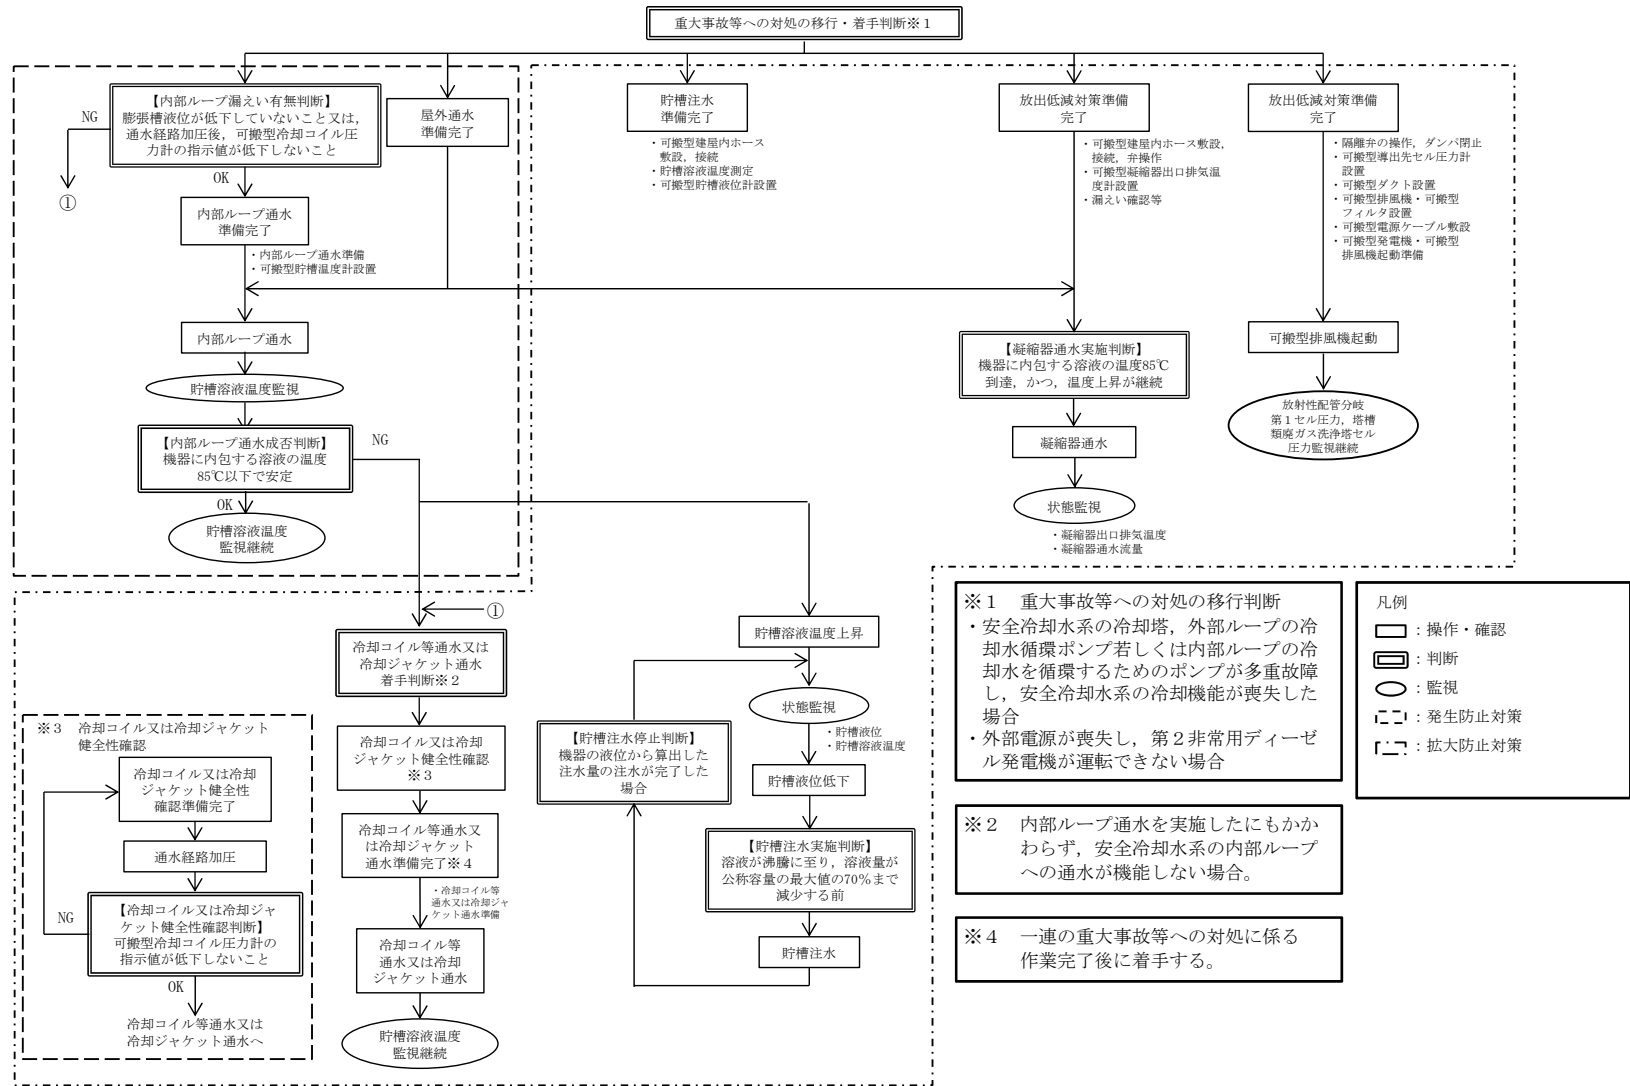 重大事故等への対処の移行・着手判断※１
【内部ループ漏えい有無判断】
膨張槽液位が低下していないこと又は，
通水経路加圧後，可搬型冷却コイル圧
力計の指示値が低下しないこと
NG
①
OK
屋外通水
準備完了
内部ループ通水
準備完了
・内部ループ通水準備
・可搬型貯槽温度計設置
内部ループ通水
貯槽溶液温度監視
【内部ループ通水成否判断】
機器に内包する溶液の温度
85℃以下で安定
NG
OK
貯槽溶液温度
監視継続
貯槽注水
準備完了
・可搬型建屋内ホース
敷設，接続
・貯槽溶液温度測定
・可搬型貯槽液位計設置
放出低減対策準備
完了
・可搬型建屋内ホース敷設，
接続，弁操作
・可搬型凝縮器出口排気温
度計設置
・漏えい確認等
【凝縮器通水実施判断】
機器に内包する溶液の温度85℃
到達，かつ，温度上昇が継続
凝縮器通水
状態監視
・凝縮器出口排気温度
・凝縮器通水流量
放出低減対策準備
完了
・隔離弁の操作，ダンパ閉止
・可搬型導出先セル圧力計
設置
・可搬型ダクト設置
・可搬型排風機・可搬型
フィルタ設置
・可搬型電源ケーブル敷設
・可搬型発電機・可搬型
排風機起動準備
可搬型排風機起動
放射性配管分岐
第１セル圧力，塔槽
類廃ガス洗浄塔セル
圧力監視継続
①
冷却コイル等通水又は
冷却ジャケット通水
着手判断※２
冷却コイル又は冷却
ジャケット健全性確認
※３
冷却コイル等通水又
は冷却ジャケット
通水準備完了※４
・冷却コイル等
通水又は冷却ジャ
ケット通水準備
冷却コイル等
通水又は冷却
ジャケット通水
貯槽溶液温度
監視継続
※３　冷却コイル又は冷却ジャケット
健全性確認
冷却コイル又は冷却
ジャケット健全性
確認準備完了
通水経路加圧
【冷却コイル又は冷却ジャ
ケット健全性確認判断】
可搬型冷却コイル圧力計の
指示値が低下しないこと
NG
OK
冷却コイル等通水又は
冷却ジャケット通水へ
貯槽溶液温度上昇
状態監視
・貯槽液位
・貯槽溶液温度
貯槽液位低下
【貯槽注水実施判断】
溶液が沸騰に至り，溶液量が
公称容量の最大値の70%まで
減少する前
貯槽注水
【貯槽注水停止判断】
機器の液位から算出した
注水量の注水が完了した
場合
※１　重大事故等への対処の移行判断
・安全冷却水系の冷却塔，外部ループの冷
却水循環ポンプ若しくは内部ループの冷
却水を循環するためのポンプが多重故障
し，安全冷却水系の冷却機能が喪失した
場合
・外部電源が喪失し，第２非常用ディーゼ
ル発電機が運転できない場合
※２　内部ループ通水を実施したにもかか
わらず，安全冷却水系の内部ループ
への通水が機能しない場合。
※４　一連の重大事故等への対処に係る
作業完了後に着手する。
凡例
：操作・確認
：判断
：監視
：発生防止対策
：拡大防止対策